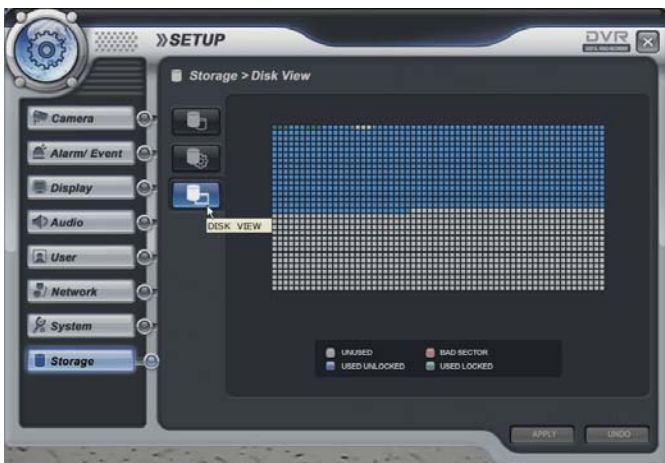 »SETUP
DVR
Storage > Disk View
Camera
Alarm/ Event
Display
Audio
User
Network
System
Storage
DISK VIEW
UNUSED
BAD SECTOR
USED UNLOCKED
USED LOCKED
APPLY
UNDO